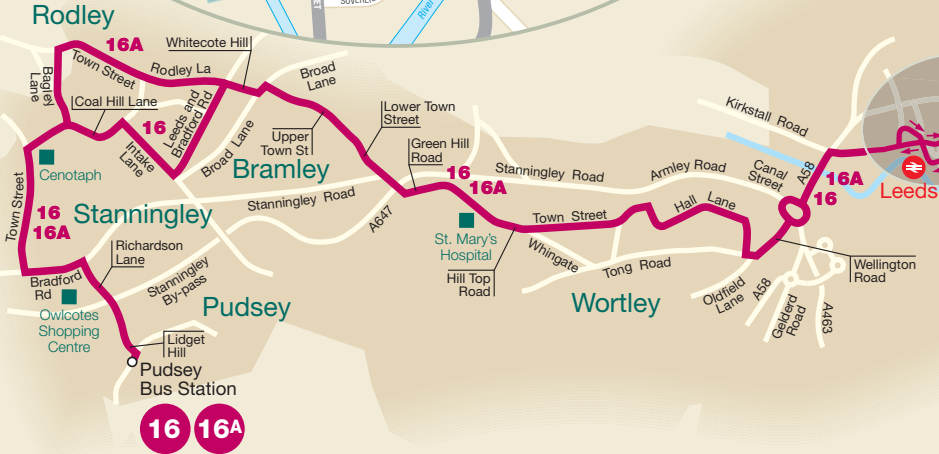 Rodley
16A
Town Street
Rodley La
Whitecote Hill
Bagley
Lane
Coal Hill Lane
16
Leeds and
Bradford Rd
Intake
Lane
Broad Lane
Broad
Lane
Upper
Town St
Lower Town
Street
Bramley
Green Hill
Road
16
16A
Cenotaph
Town Street
16
16A
Stanningley
Stanningley Road
A647
Stanningley Road
Armley Road
Kirkstall Road
Canal
Street
A58
16A
16
Leeds
St. Mary's
Hospital
Town Street
Hall Lane
Hill Top
Road
Whingate
Tong Road
Wortley
Oldfield
Lane
A58
Gelderd
Road
A463
Wellington
Road
Bradford
Rd
Richardson
Lane
Stanningley
By-pass
Pudsey
Owlcotes
Shopping
Centre
Lidget
Hill
Pudsey
Bus Station
16 16A